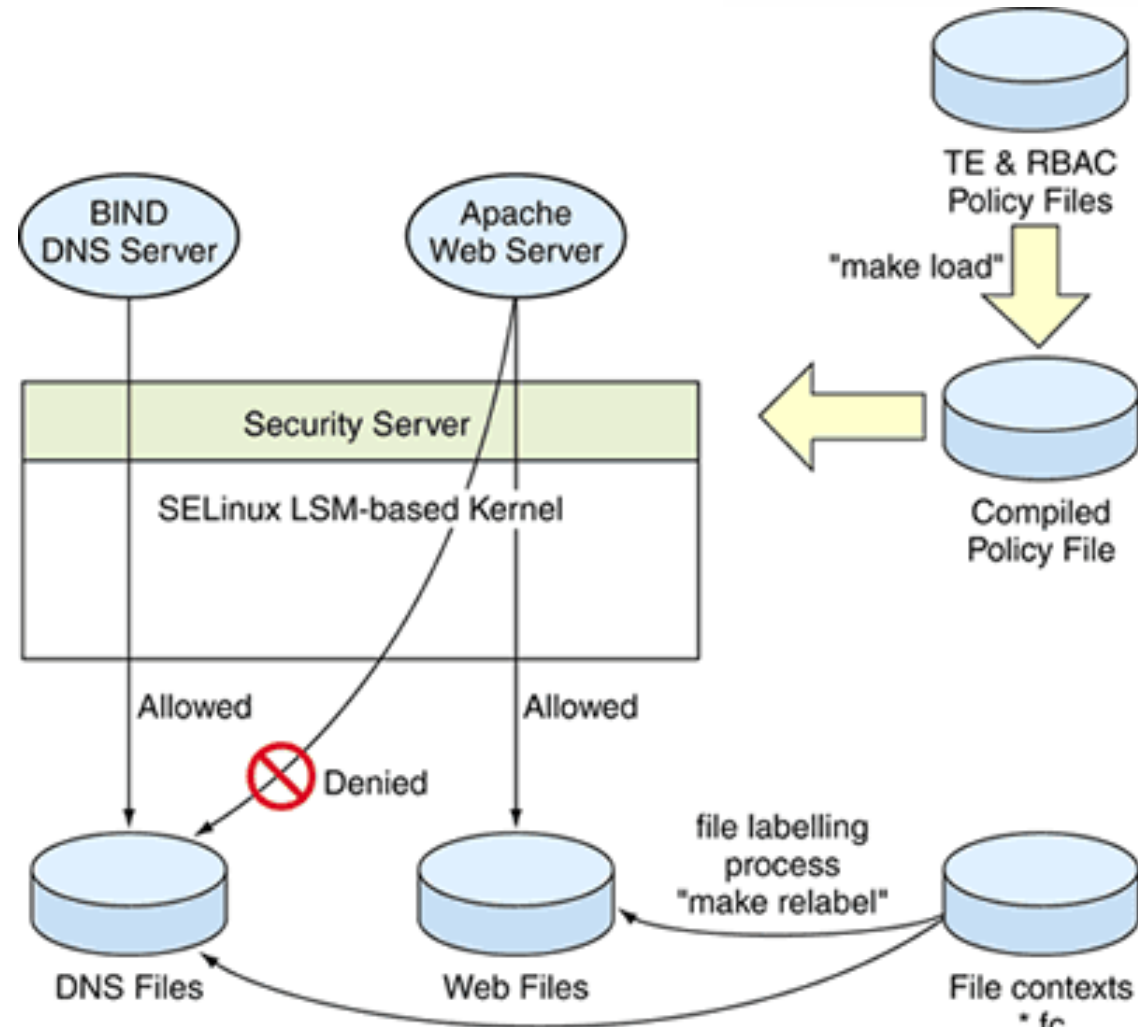 TE & RBAC
Policy Files
BIND
DNS Server
Apache
Web Server
"make load"
Security Server
SELinux LSM-based Kernel
Compiled
Policy File
Allowed
Allowed
Denied
file labelling
process
"make relabel"
DNS Files
Web Files
File contexts
*.fc